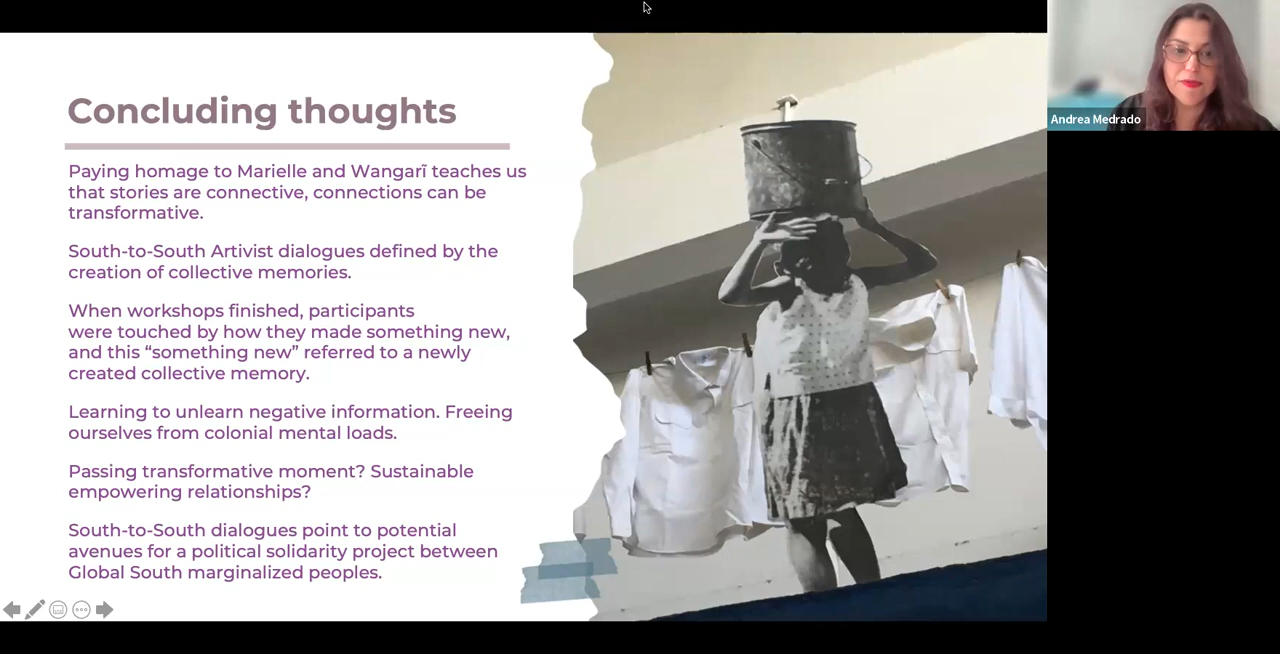 Concluding thoughts
Paying homage to Marielle and Wangarĩ teaches us
that stories are connective, connections can be
transformative.
South-to-South Artivist dialogues defined by the
creation of collective memories.
When workshops finished, participants
were touched by how they made something new,
and this “something new” referred to a newly
created collective memory.
Learning to unlearn negative information. Freeing
ourselves from colonial mental loads.
Passing transformative moment? Sustainable
empowering relationships?
South-to-South dialogues point to potential
avenues for a political solidarity project between
Global South marginalized peoples.
Andrea Medrado